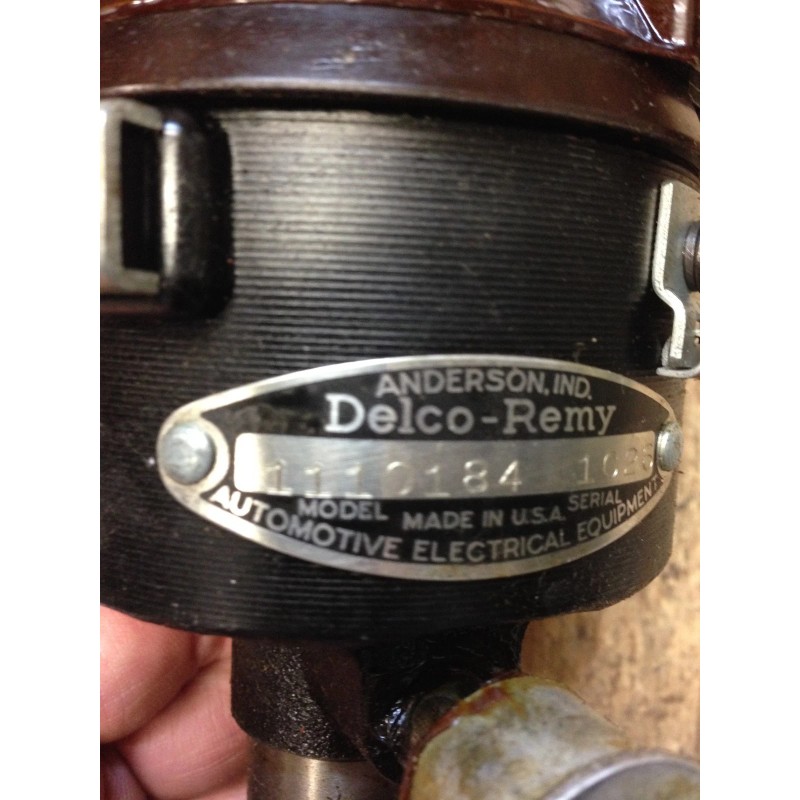 ANDERSON, IND.
Delco-Remy
1110184
MODEL MADE IN U.S.A. SERIAL
AUTOMOTIVE ELECTRICAL EQUIPMENT